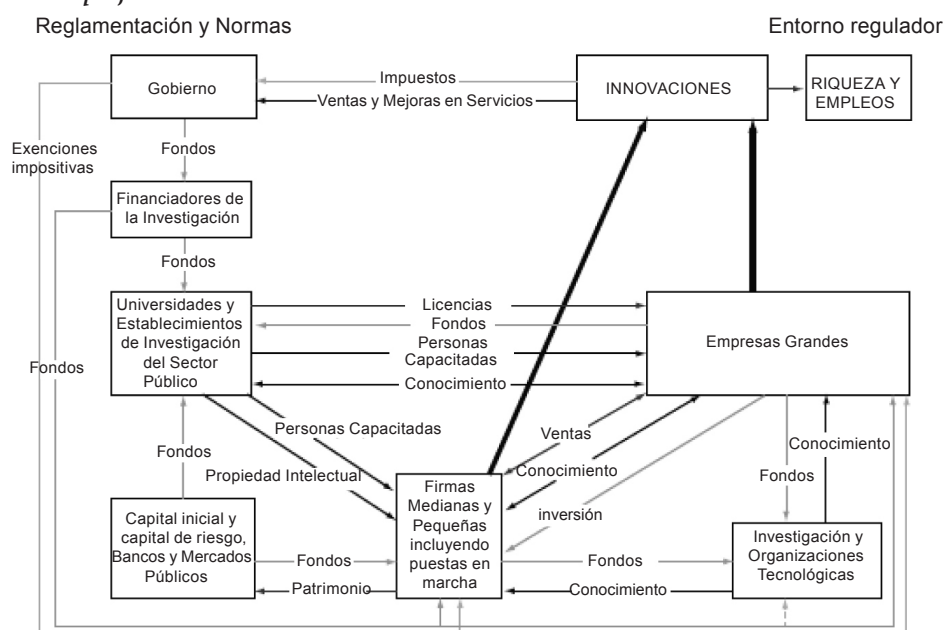 Reglamentación y Normas
Entorno regulador
Gobierno
Impuestos
Ventas y Mejoras en Servicios
INNOVACIONES
RIQUEZA Y
EMPLEOS
Exenciones
impositivas
Fondos
Financiadores de
la Investigación
Fondos
Universidades y
Establecimientos
de Investigación
del Sector
Público
Licencias
Fondos
Personas
Capacitadas
Conocimiento
Empresas Grandes
Fondos
Personas Capacitadas
Propiedad Intelectual
Fondos
Ventas
Conocimiento
inversión
Conocimiento
Fondos
Capital inicial y
capital de riesgo,
Bancos y Mercados
Públicos
Fondos
Patrimonio
Firmas
Medianas y
Pequeñas
incluyendo
puestas en
marcha
Fondos
Conocimiento
Investigación y
Organizaciones
Tecnológicas